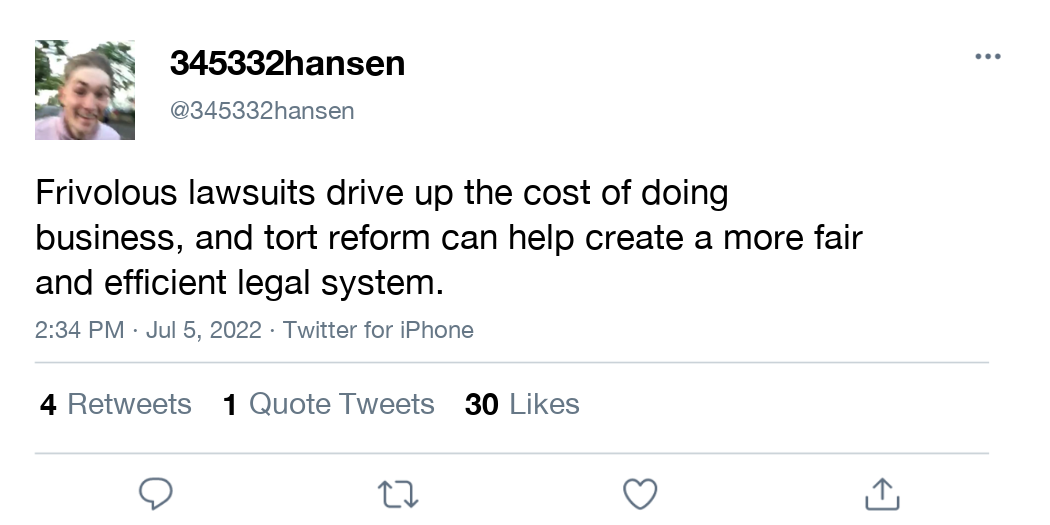 345332hansen
@345332hansen
Frivolous lawsuits drive up the cost of doing
business, and tort reform can help create a more fair
and efficient legal system.
2:34 PM · Jul 5, 2022 · Twitter for iPhone
4 Retweets 1 Quote Tweets 30 Likes